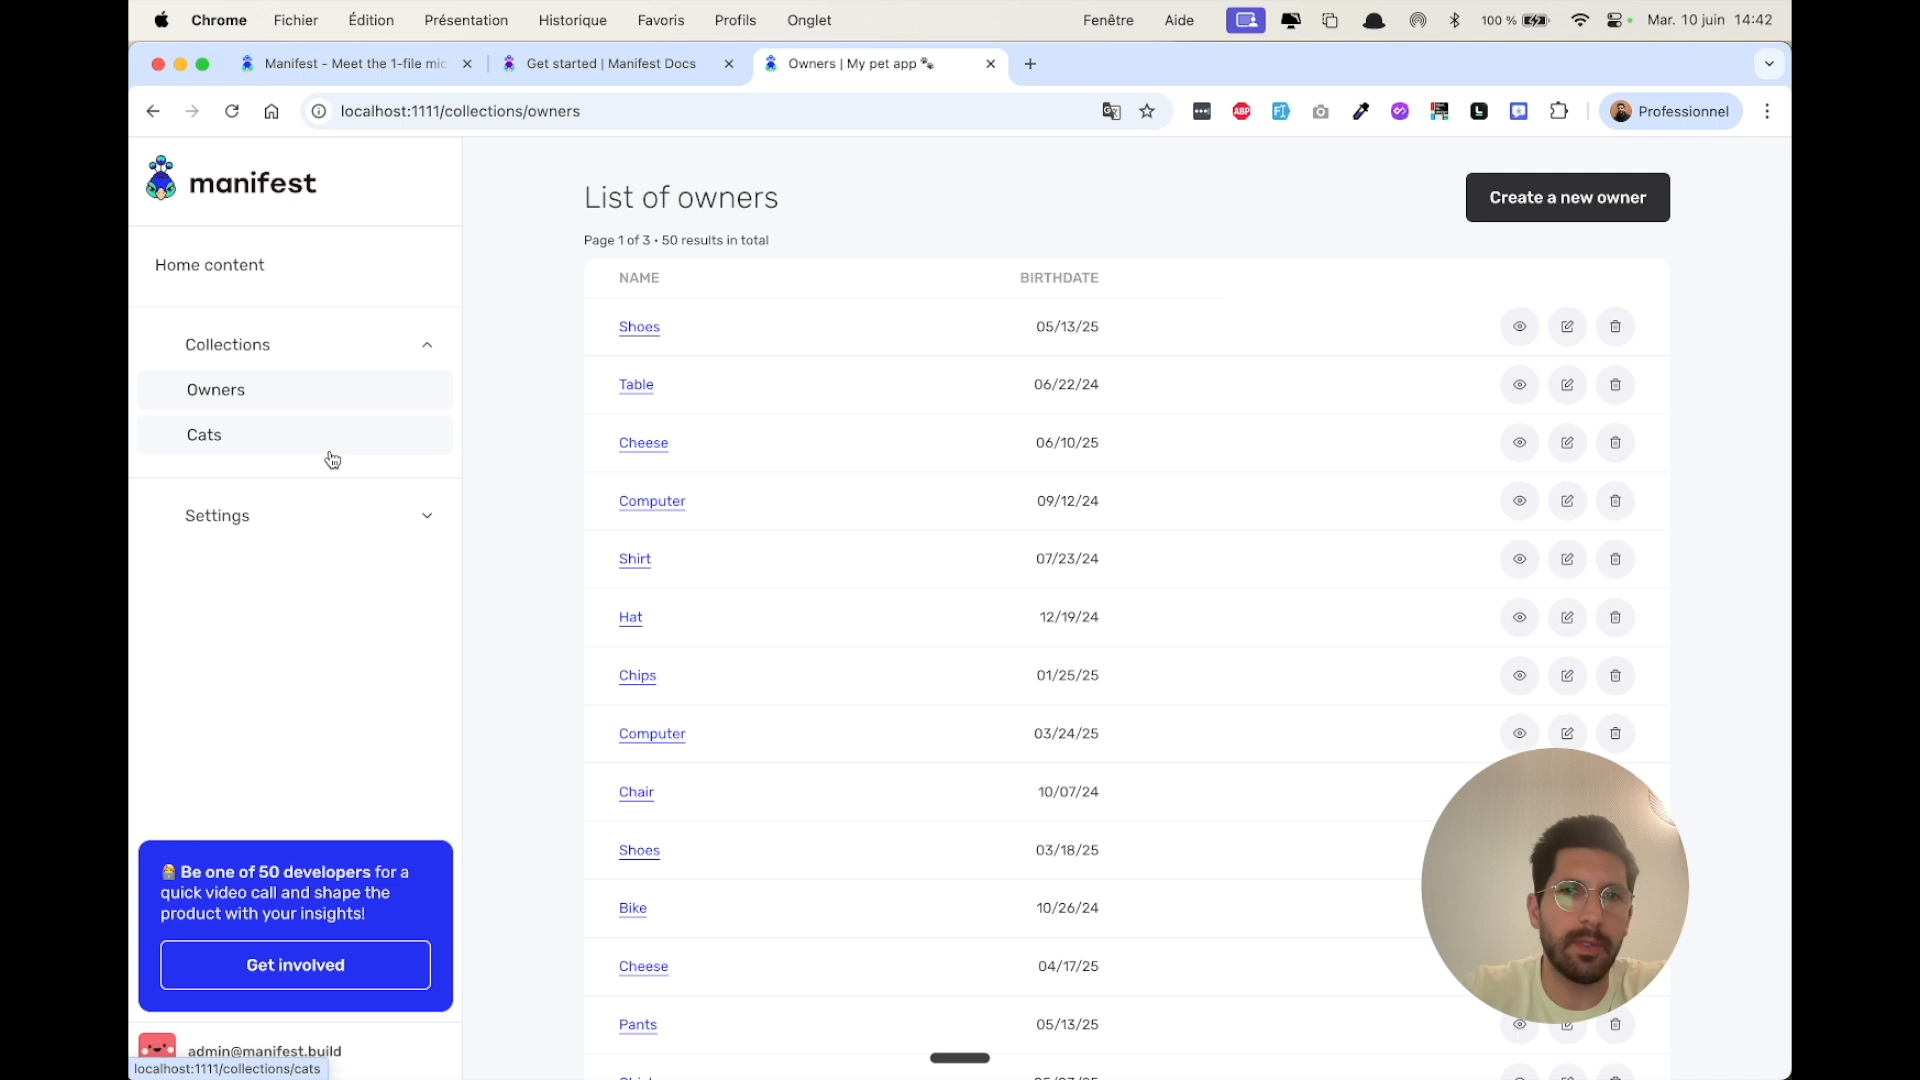 Chrome Fichier Édition Présentation Historique Favoris Profils Onglet Fenêtre Aide 100 % Mar. 10 juin 14:42
Manifest - Meet the 1-file mic
Get started | Manifest Docs
Owners | My pet app 🐾
localhost:1111/collections/owners
ABP
Professionnel
manifest
Home content
Collections
Owners
Cats
Settings
Be one of 50 developers for a
quick video call and shape the
product with your insights!
Get involved
admin@manifest.build
localhost:1111/collections/cats
List of owners
Create a new owner
Page 1 of 3 • 50 results in total
NAME BIRTHDATE
Shoes 05/13/25
Table 06/22/24
Cheese 06/10/25
Computer 09/12/24
Shirt 07/23/24
Hat 12/19/24
Chips 01/25/25
Computer 03/24/25
Chair 10/07/24
Shoes 03/18/25
Bike 10/26/24
Cheese 04/17/25
Pants 05/13/25